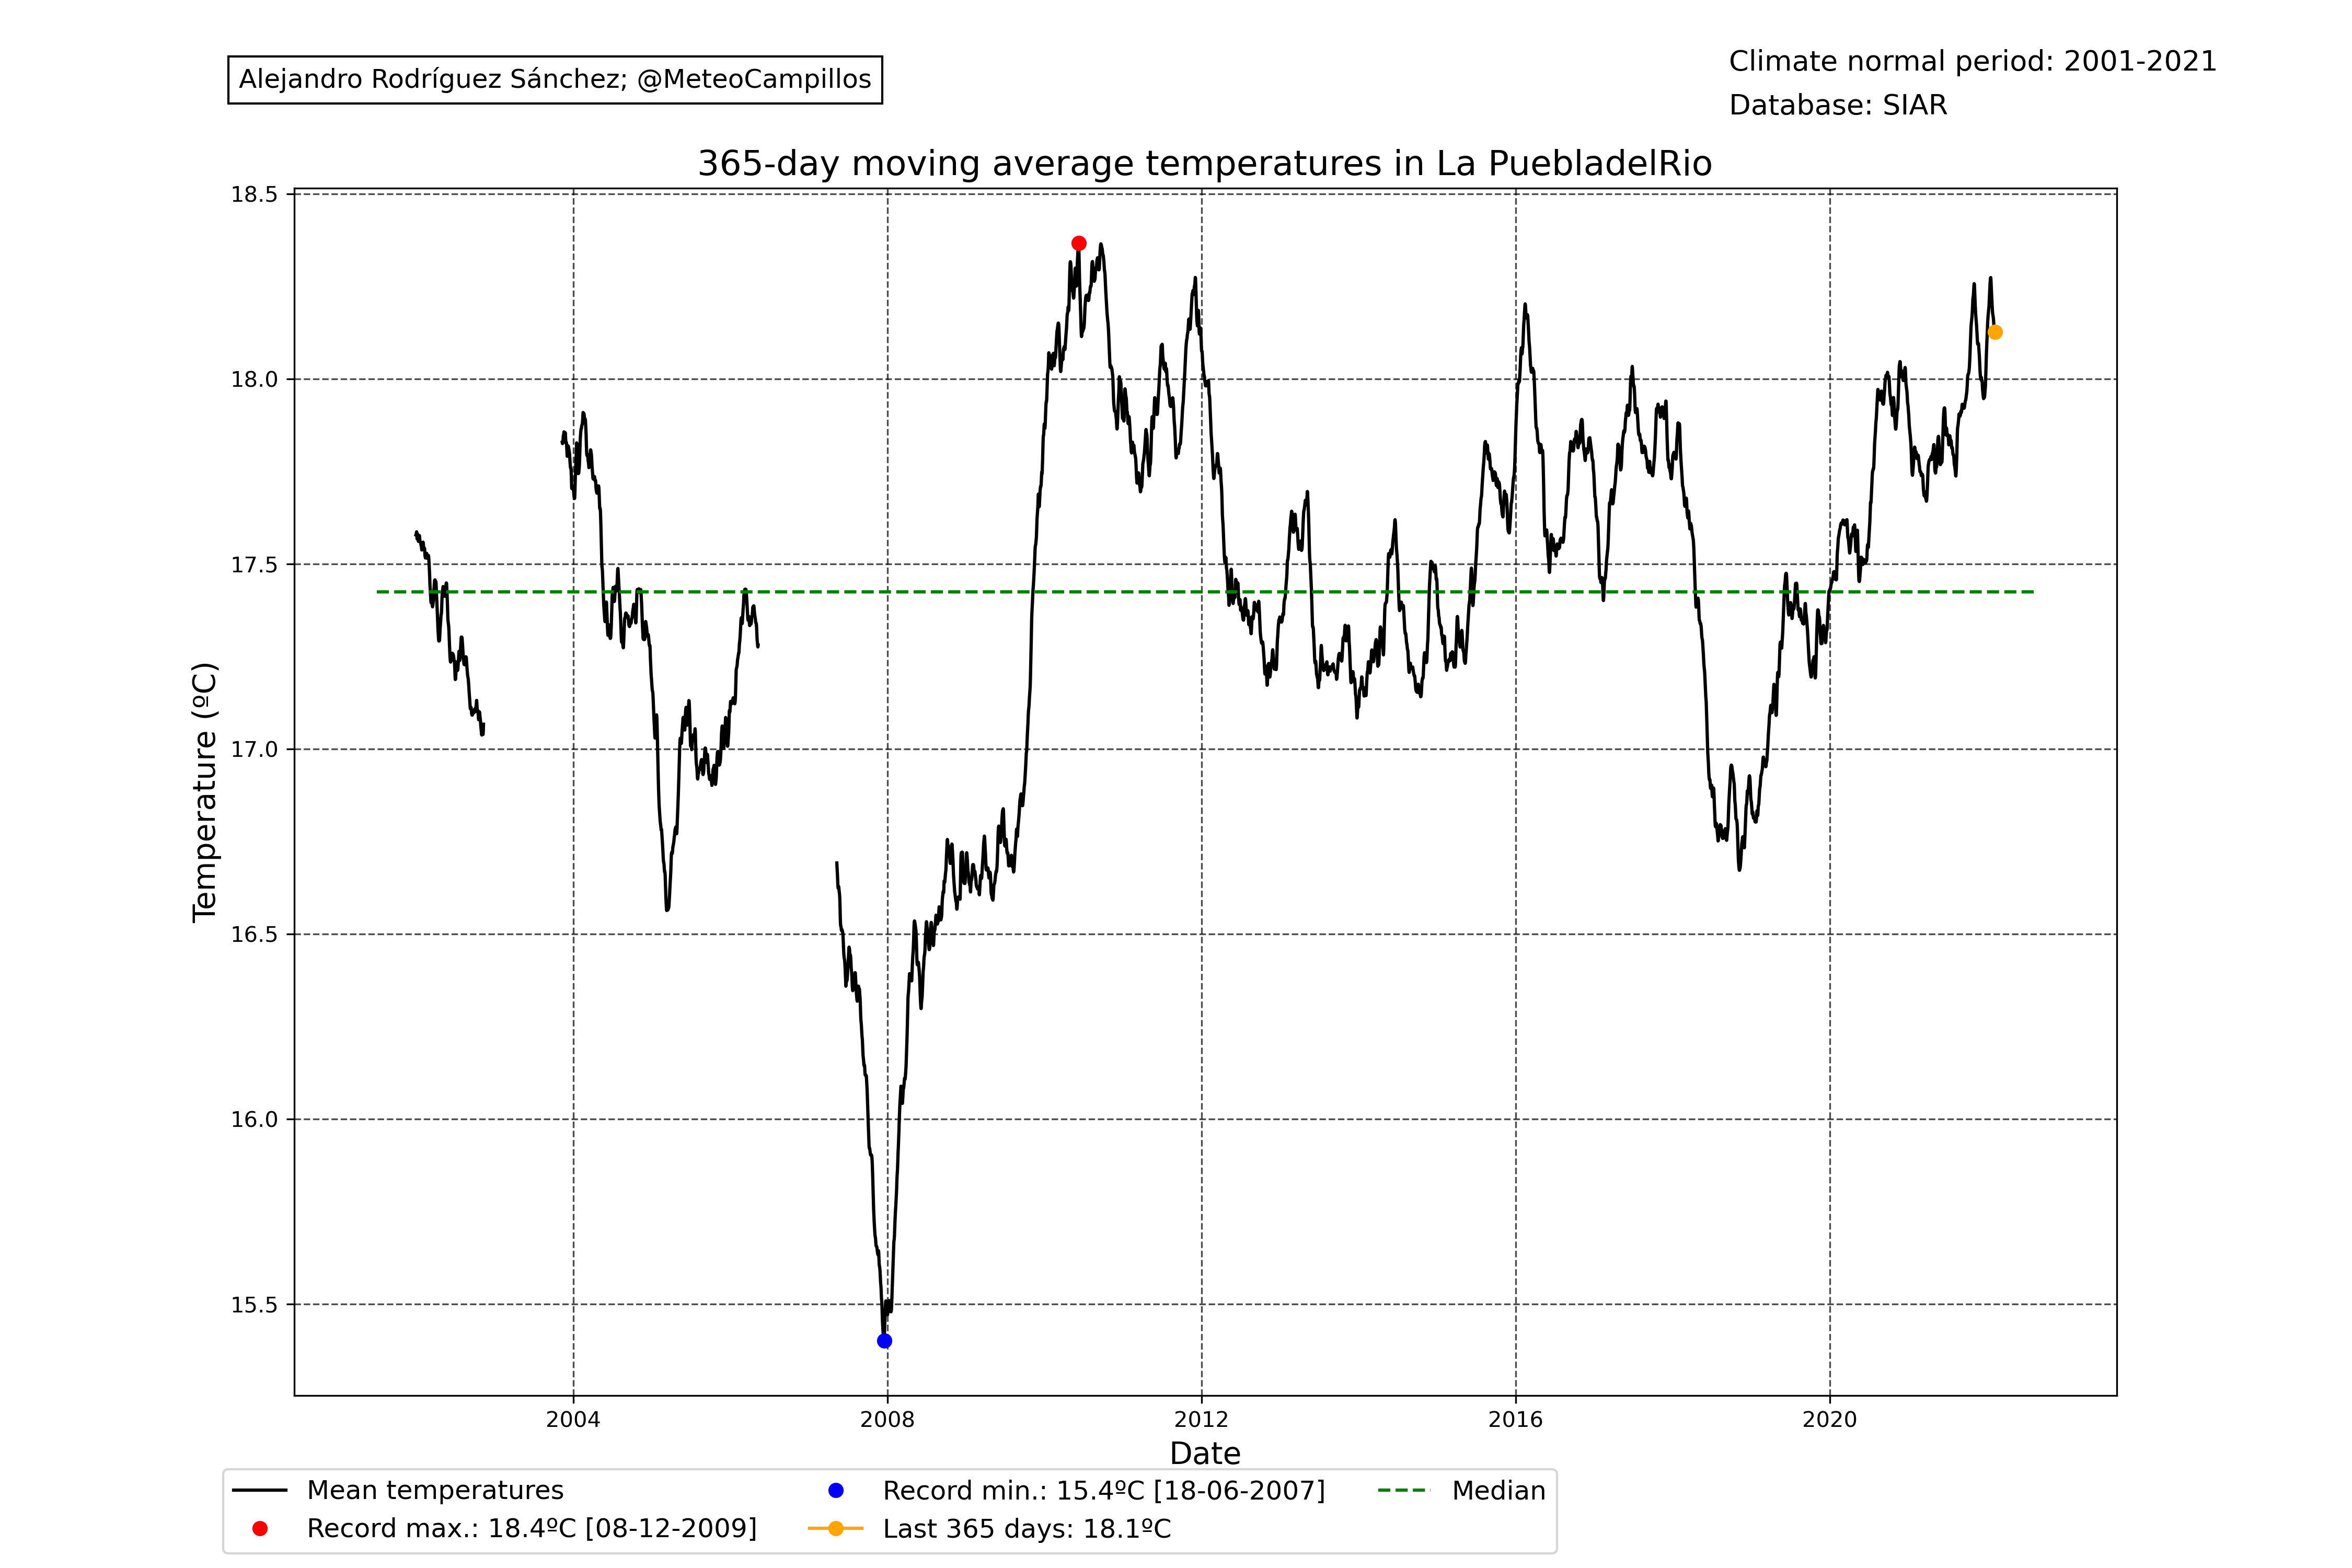 Alejandro Rodríguez Sánchez; @MeteoCampillos
Climate normal period: 2001-2021
Database: SIAR
365-day moving average temperatures in La PuebladelRio
18.5
18.0
17.5
17.0
16.5
16.0
15.5
Temperature (ºC)
2004 2008 2012 2016 2020
Date
Mean temperatures
Record max.: 18.4ºC [08-12-2009]
Record min.: 15.4ºC [18-06-2007]
Last 365 days: 18.1ºC
Median